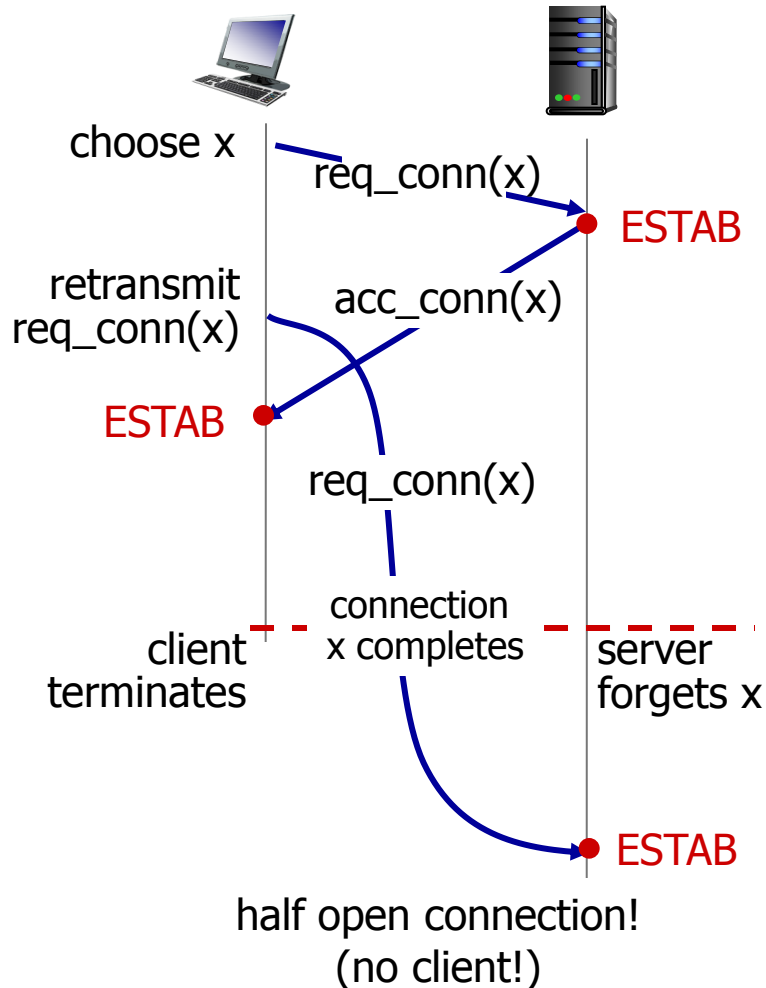 choose x
req_conn(x)
ESTAB
retransmit
req_conn(x)
acc_conn(x)
ESTAB
req_conn(x)
connection
x completes
client
terminates
server
forgets x
ESTAB
half open connection!
(no client!)